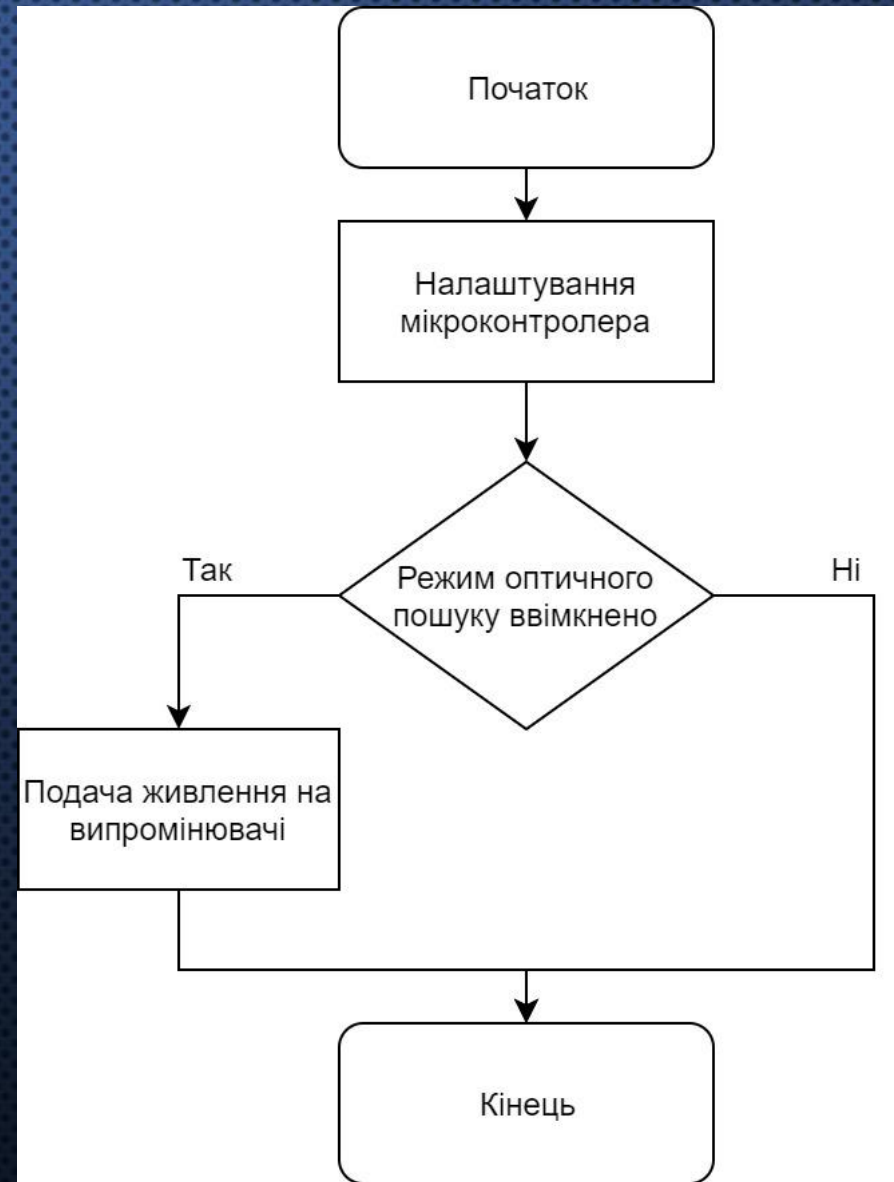 Початок
Налаштування
мікроконтролера
Так
Режим оптичного
пошуку ввімкнено
Ні
Подача живлення на
випромінювачі
Кінець